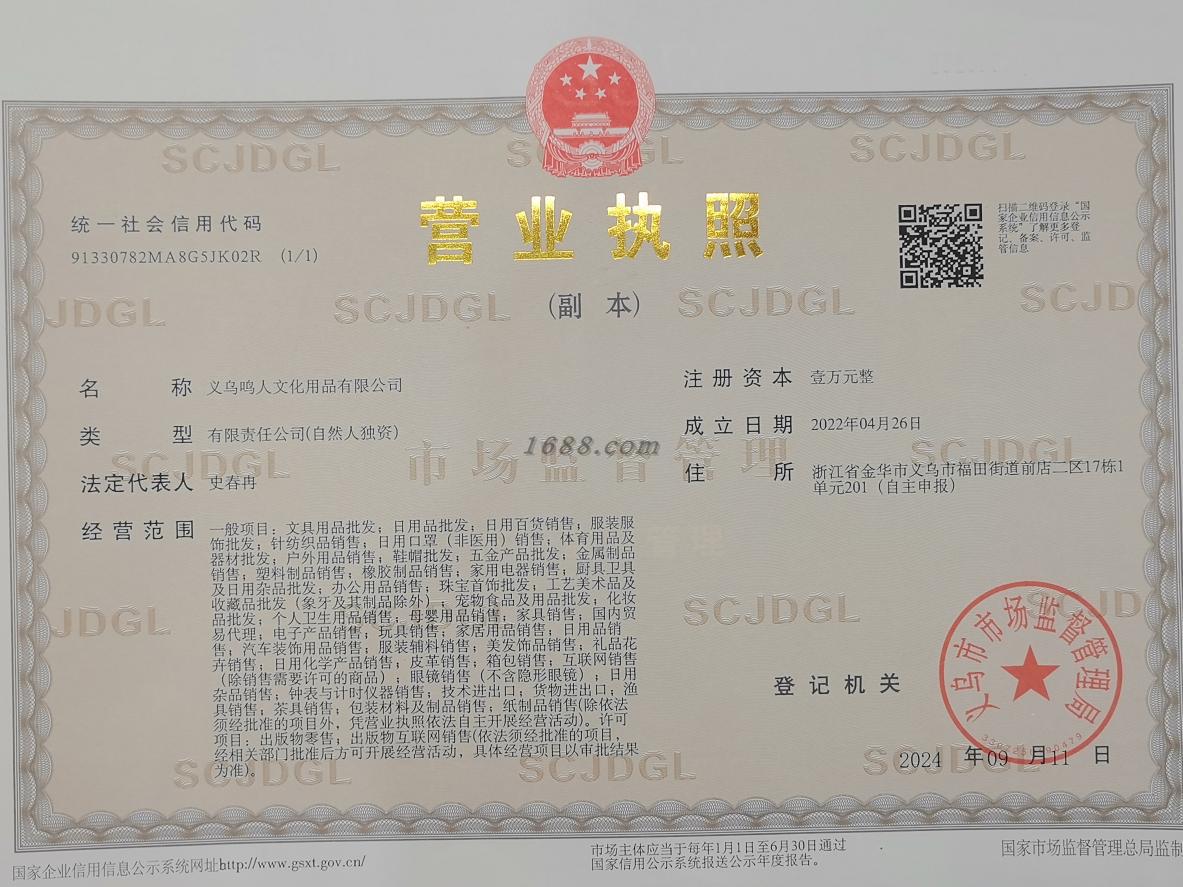 SCJDGL
SCJDGL
SCJDGL
统一社会信用代码
91330782MA8G5JK02R (1/1)
营业执照
(副 本)
扫描二维码登录“国
家企业信用信息公示
系统”了解更多登
记、备案、许可、监
管信息
JDGL
SCJDGL
SCJDGL
SCJD
名 称 义乌鸣人文化用品有限公司
类 型 有限责任公司(自然人独资)
法定代表人 史春冉
注册资本 壹万元整
成立日期 2022年04月26日
住 所 浙江省金华市义乌市福田街道前店二区17栋1
单元201（自主申报）
1688.com
SCJDGL
市场监督管理
SCJDGL
经营范围 一般项目：文具用品批发；日用品批发；日用百货销售；服装服
饰批发；针纺织品销售；日用口罩（非医用）销售；体育用品及
器材批发；户外用品销售；鞋帽批发；五金产品批发；金属制品
销售；塑料制品销售；橡胶制品销售；家用电器销售；厨具卫具
及日用杂品批发；办公用品销售；珠宝首饰批发；工艺美术品及
收藏品批发（象牙及其制品除外）；宠物食品及用品批发；化妆
品批发；个人卫生用品销售；母婴用品销售；家具销售；国内贸
易代理；电子产品销售；玩具销售；家居用品销售；日用品销
售；汽车装饰用品销售；服装辅料销售；美发饰品销售；礼品花
卉销售；日用化学产品销售；皮革销售；箱包销售；互联网销售
（除销售需要许可的商品）；眼镜销售（不含隐形眼镜）；日用
杂品销售；钟表与计时仪器销售；技术进出口；货物进出口；渔
具销售；茶具销售；包装材料及制品销售；纸制品销售(除依法
须经批准的项目外，凭营业执照依法自主开展经营活动)。许可
项目：出版物零售；出版物互联网销售(依法须经批准的项目，
经相关部门批准后方可开展经营活动，具体经营项目以审批结果
为准)。
JDGL
SCJDGL
SCJDGL
登记机关
义乌市市场监督管理局
2024 年09 月11 日
SCJDGL
SCJDGL
SCJDGL
国家企业信用信息公示系统网址http://www.gsxt.gov.cn/
市场主体应当于每年1月1日至6月30日通过
国家信用公示系统报送公示年度报告。
国家市场监督管理总局监制